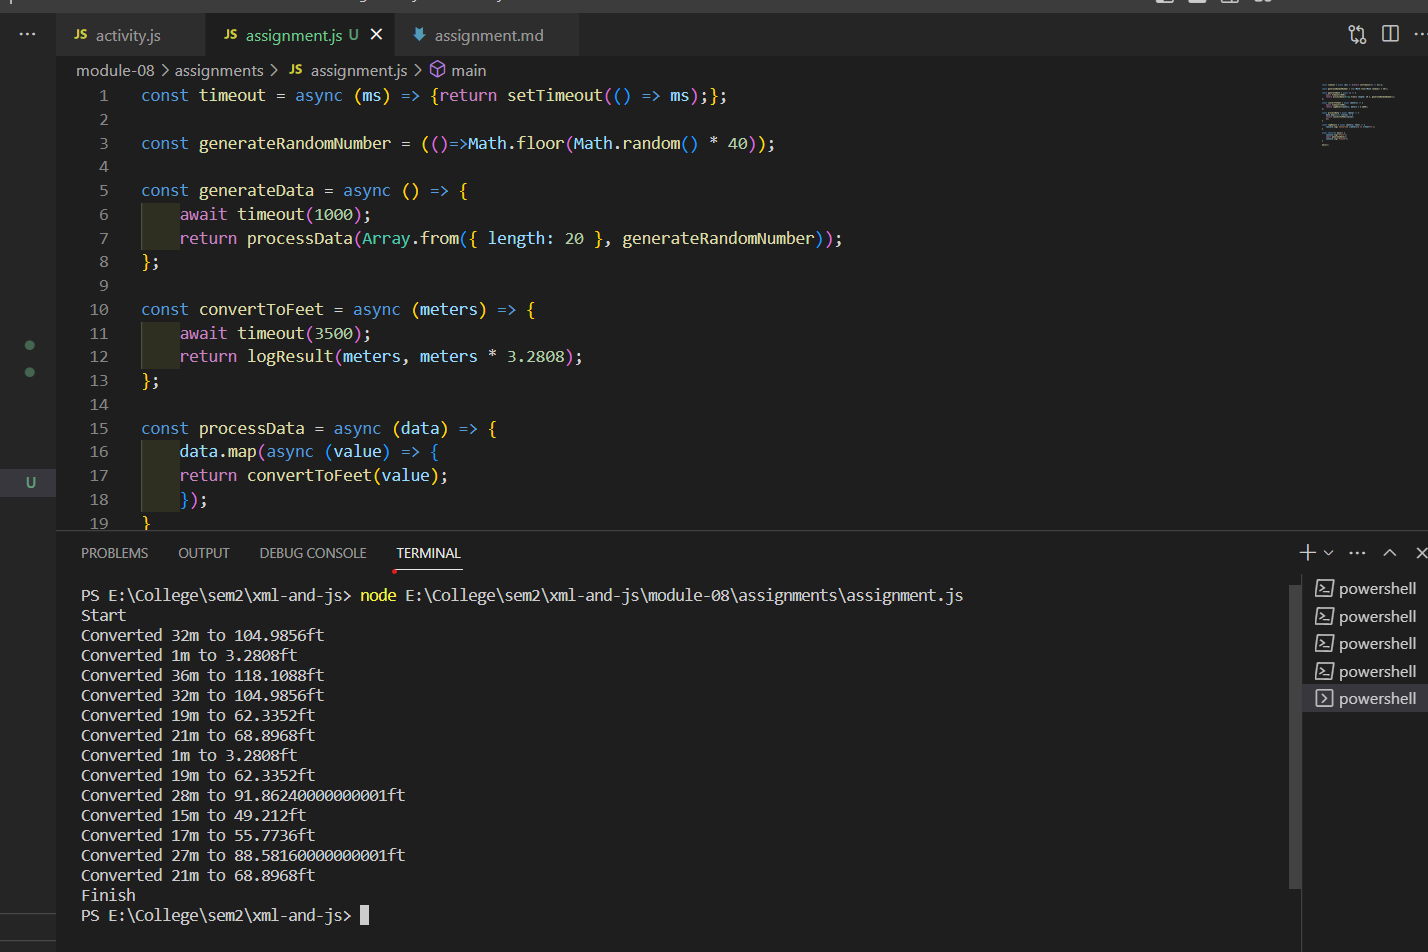 JS activity.js JS assignment.js U assignment.md
module-08 > assignments > JS assignment.js > main
1 const timeout = async (ms) => {return setTimeout(() => ms);};
2
3 const generateRandomNumber = (()=>Math.floor(Math.random() * 40));
4
5 const generateData = async () => {
6 await timeout(1000);
7 return processData(Array.from({ length: 20 }, generateRandomNumber));
8 };
9
10 const convertToFeet = async (meters) => {
11 await timeout(3500);
12 return logResult(meters, meters * 3.2808);
13 };
14
15 const processData = async (data) => {
16 data.map(async (value) => {
17 return convertToFeet(value);
18 });
19 }
U
PROBLEMS OUTPUT DEBUG CONSOLE TERMINAL
PS E:\College\sem2\xml-and-js> node E:\College\sem2\xml-and-js\module-08\assignments\assignment.js
Start
Converted 32m to 104.9856ft
Converted 1m to 3.2808ft
Converted 36m to 118.1088ft
Converted 32m to 104.9856ft
Converted 19m to 62.3352ft
Converted 21m to 68.8968ft
Converted 1m to 3.2808ft
Converted 19m to 62.3352ft
Converted 28m to 91.86240000000001ft
Converted 15m to 49.212ft
Converted 17m to 55.7736ft
Converted 27m to 88.58160000000001ft
Converted 21m to 68.8968ft
Finish
PS E:\College\sem2\xml-and-js>
powershell
powershell
powershell
powershell
powershell